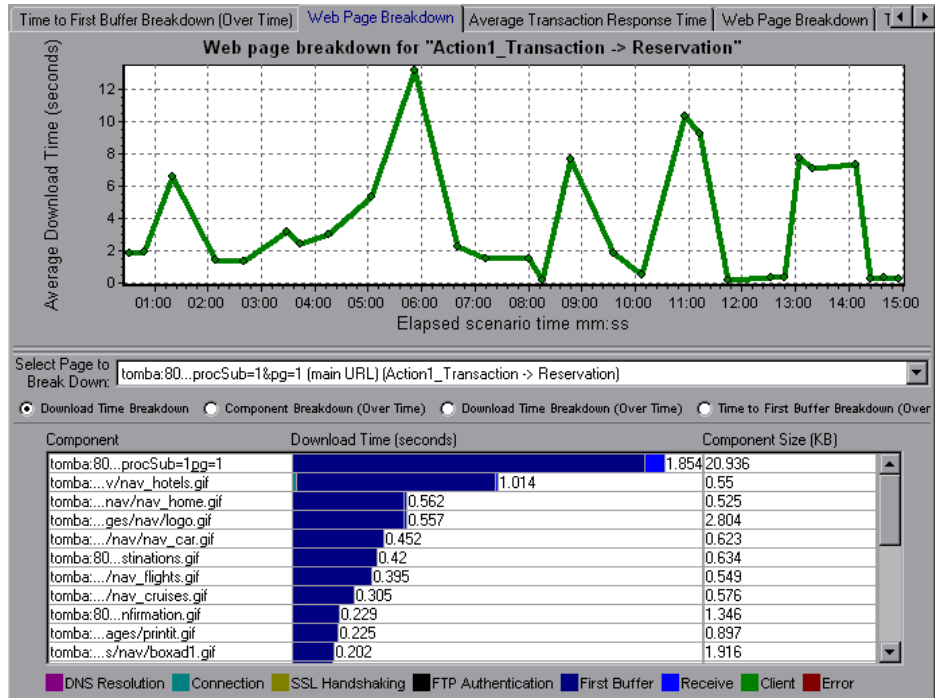 Time to First Buffer Breakdown (Over Time) Web Page Breakdown Average Transaction Response Time Web Page Breakdown
Web page breakdown for "Action1_Transaction -> Reservation"
Average Download Time (seconds)
12
10
8
6
4
2
0
01:00 02:00 03:00 04:00 05:00 06:00 07:00 08:00 09:00 10:00 11:00 12:00 13:00 14:00 15:00
Elapsed scenario time mm:ss
Select Page to
Break Down:
tomba:80...procSub=1&pg=1 (main URL) (Action1_Transaction -> Reservation)
Download Time Breakdown Component Breakdown (Over Time) Download Time Breakdown (Over Time) Time to First Buffer Breakdown (Over
Component Download Time (seconds) Component Size (KB)
tomba:80...procSub=1pg=1 1.854 20.936
tomba:...v/nav_hotels.gif 1.014 0.55
tomba:...nav/nav_home.gif 0.562 0.525
tomba:...ges/nav/logo.gif 0.557 2.804
tomba:.../nav/nav_car.gif 0.452 0.623
tomba:80...stinations.gif 0.42 0.634
tomba:.../nav_flights.gif 0.395 0.549
tomba:.../nav_cruises.gif 0.305 0.576
tomba:80...nfirmation.gif 0.229 1.346
tomba:...ages/printit.gif 0.225 0.897
tomba:...s/nav/boxad1.gif 0.202 1.916
DNS Resolution Connection SSL Handshaking FTP Authentication First Buffer Receive Client Error